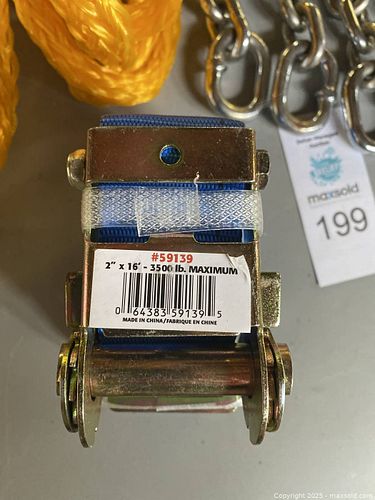 #59139
2" x 16' - 3500 lb. MAXIMUM
0 64383 59139 5
MADE IN CHINA/FABRIQUE EN CHINE
maxsold
199
Copyright © 2025 - maxsold.com